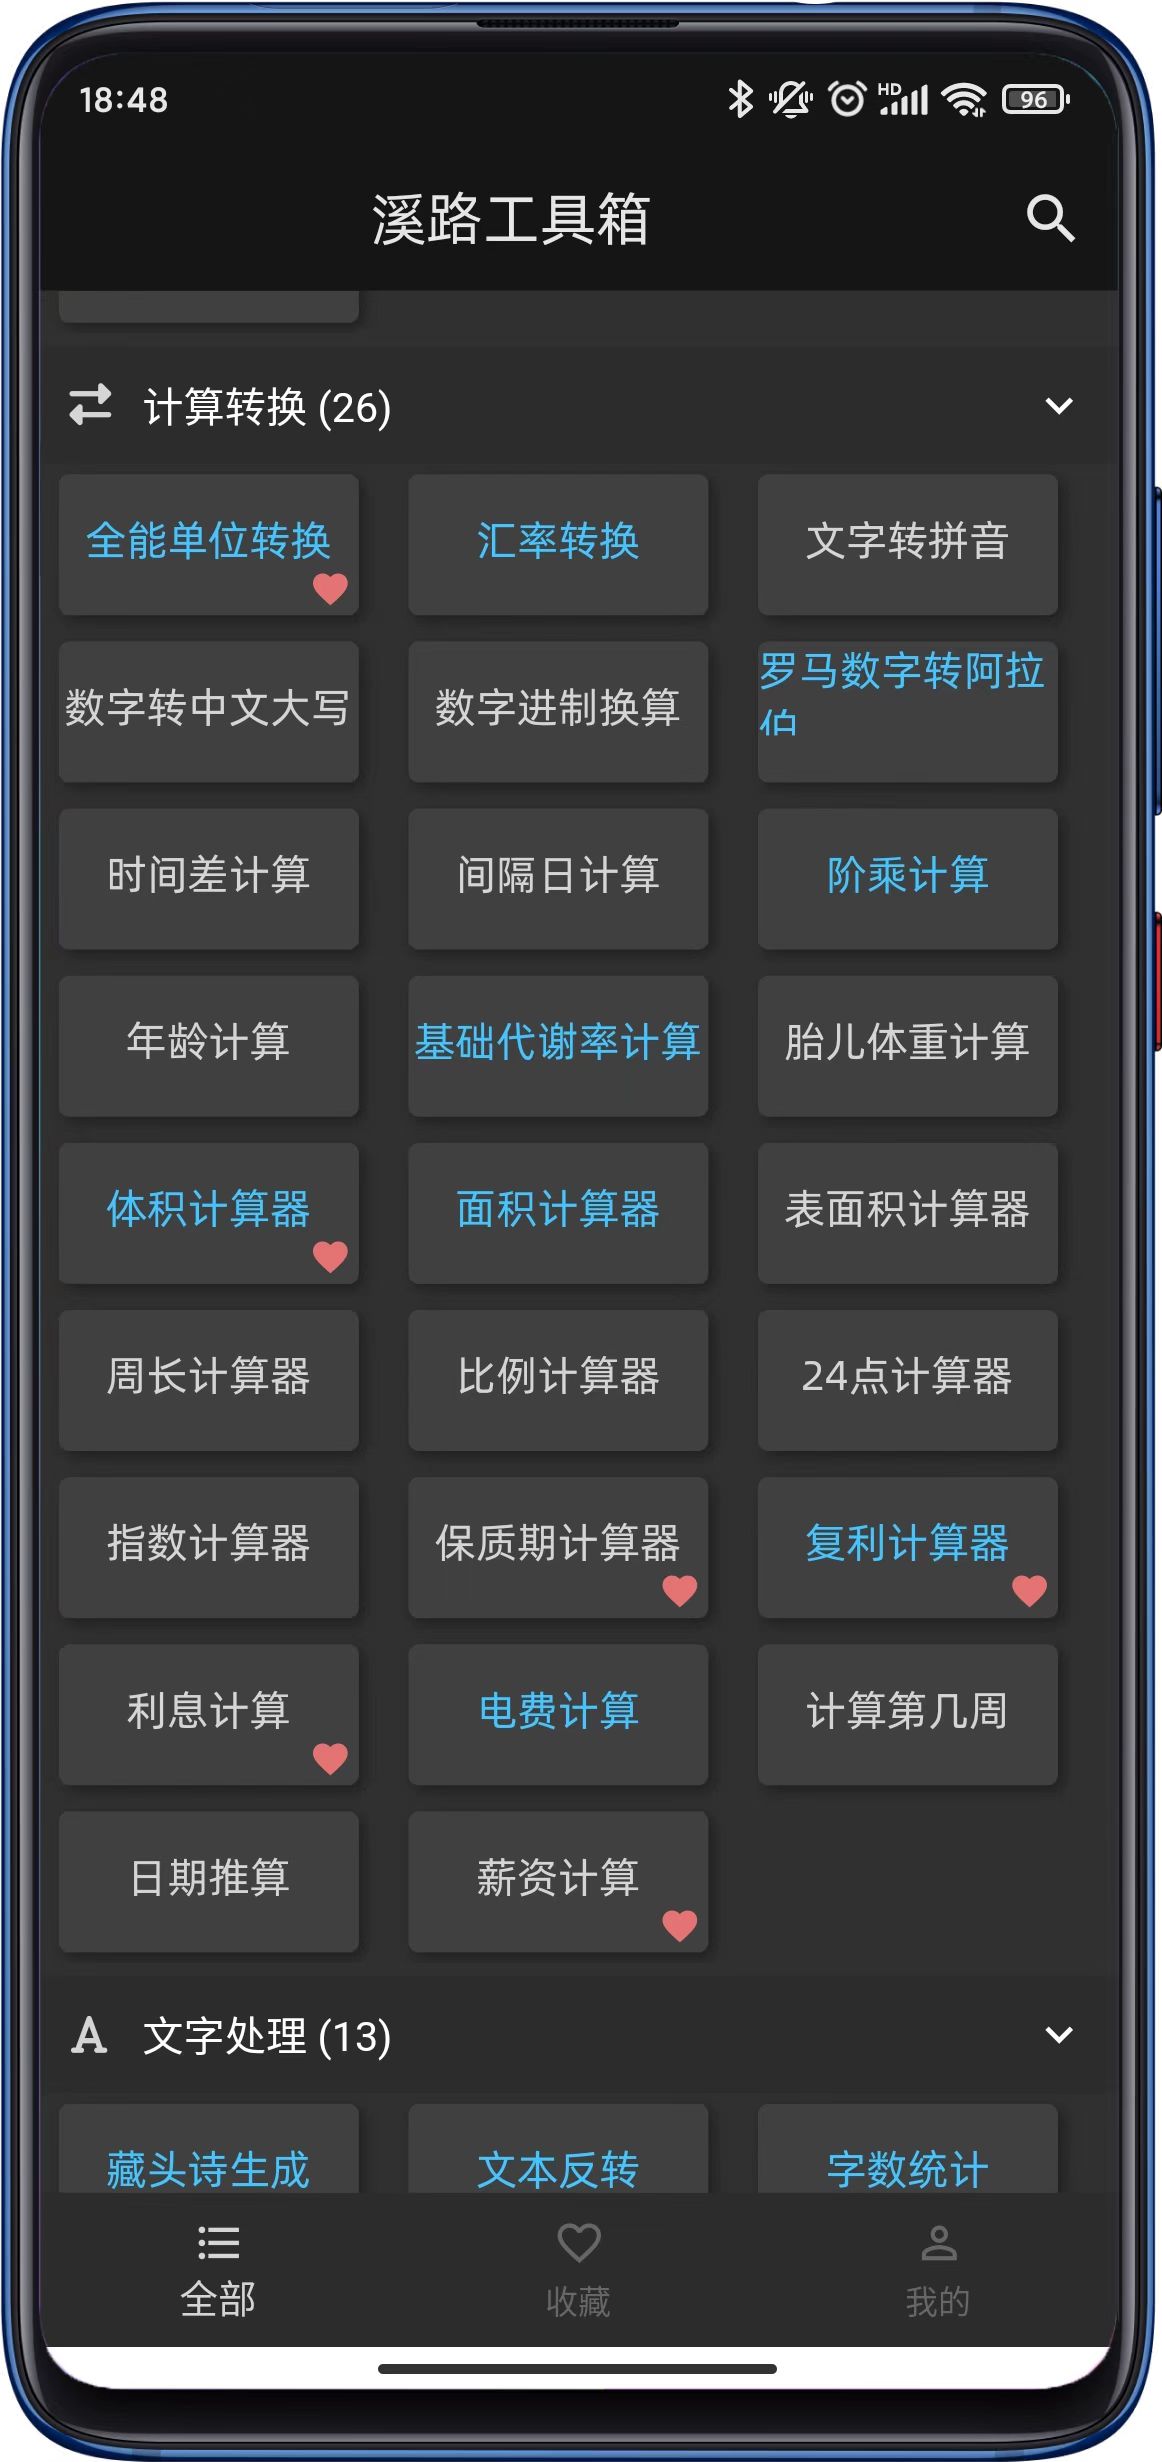 18:48
HD
96
溪路工具箱
计算转换 (26)
全能单位转换
汇率转换
文字转拼音
数字转中文大写
数字进制换算
罗马数字转阿拉
伯
时间差计算
间隔日计算
阶乘计算
年龄计算
基础代谢率计算
胎儿体重计算
体积计算器
面积计算器
表面积计算器
周长计算器
比例计算器
24点计算器
指数计算器
保质期计算器
复利计算器
利息计算
电费计算
计算第几周
日期推算
薪资计算
A 文字处理 (13)
藏头诗生成
文本反转
字数统计
全部
收藏
我的